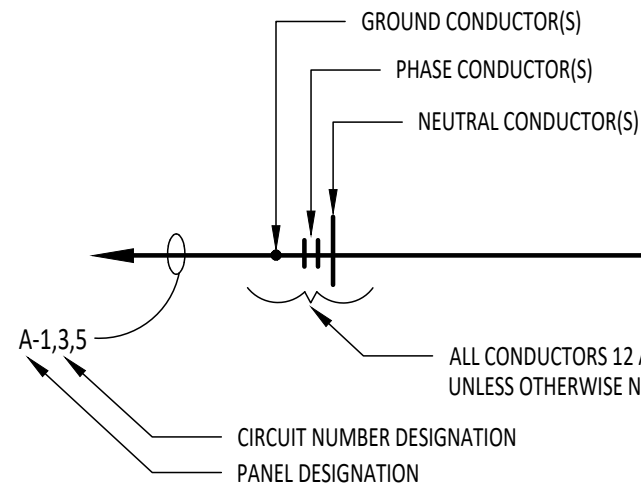 GROUND CONDUCTOR(S)
PHASE CONDUCTOR(S)
NEUTRAL CONDUCTOR(S)
A-1,3,5
ALL CONDUCTORS 12
UNLESS OTHERWISE
CIRCUIT NUMBER DESIGNATION
PANEL DESIGNATION